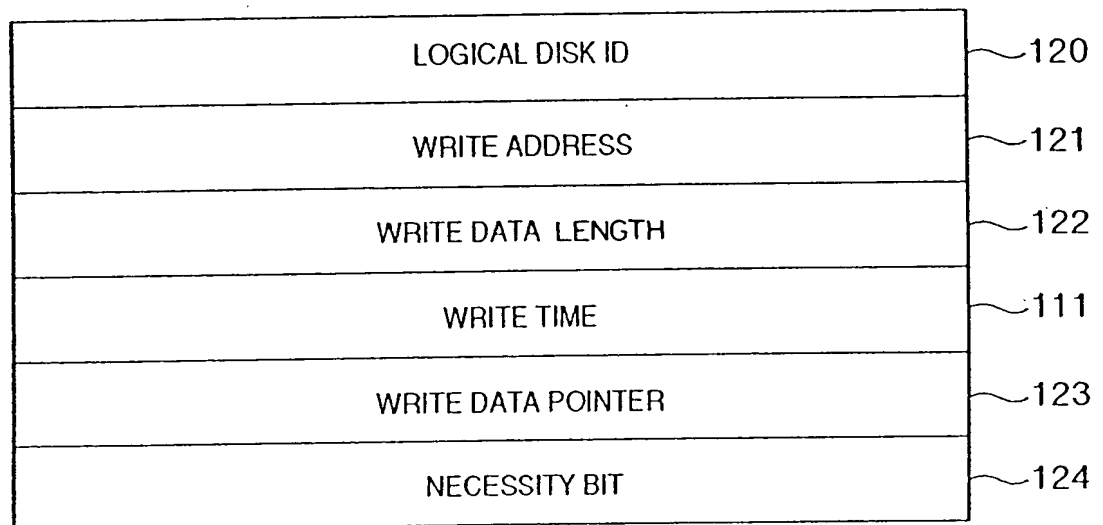 LOGICAL DISK ID 120
WRITE ADDRESS 121
WRITE DATA LENGTH 122
WRITE TIME 111
WRITE DATA POINTER 123
NECESSITY BIT 124